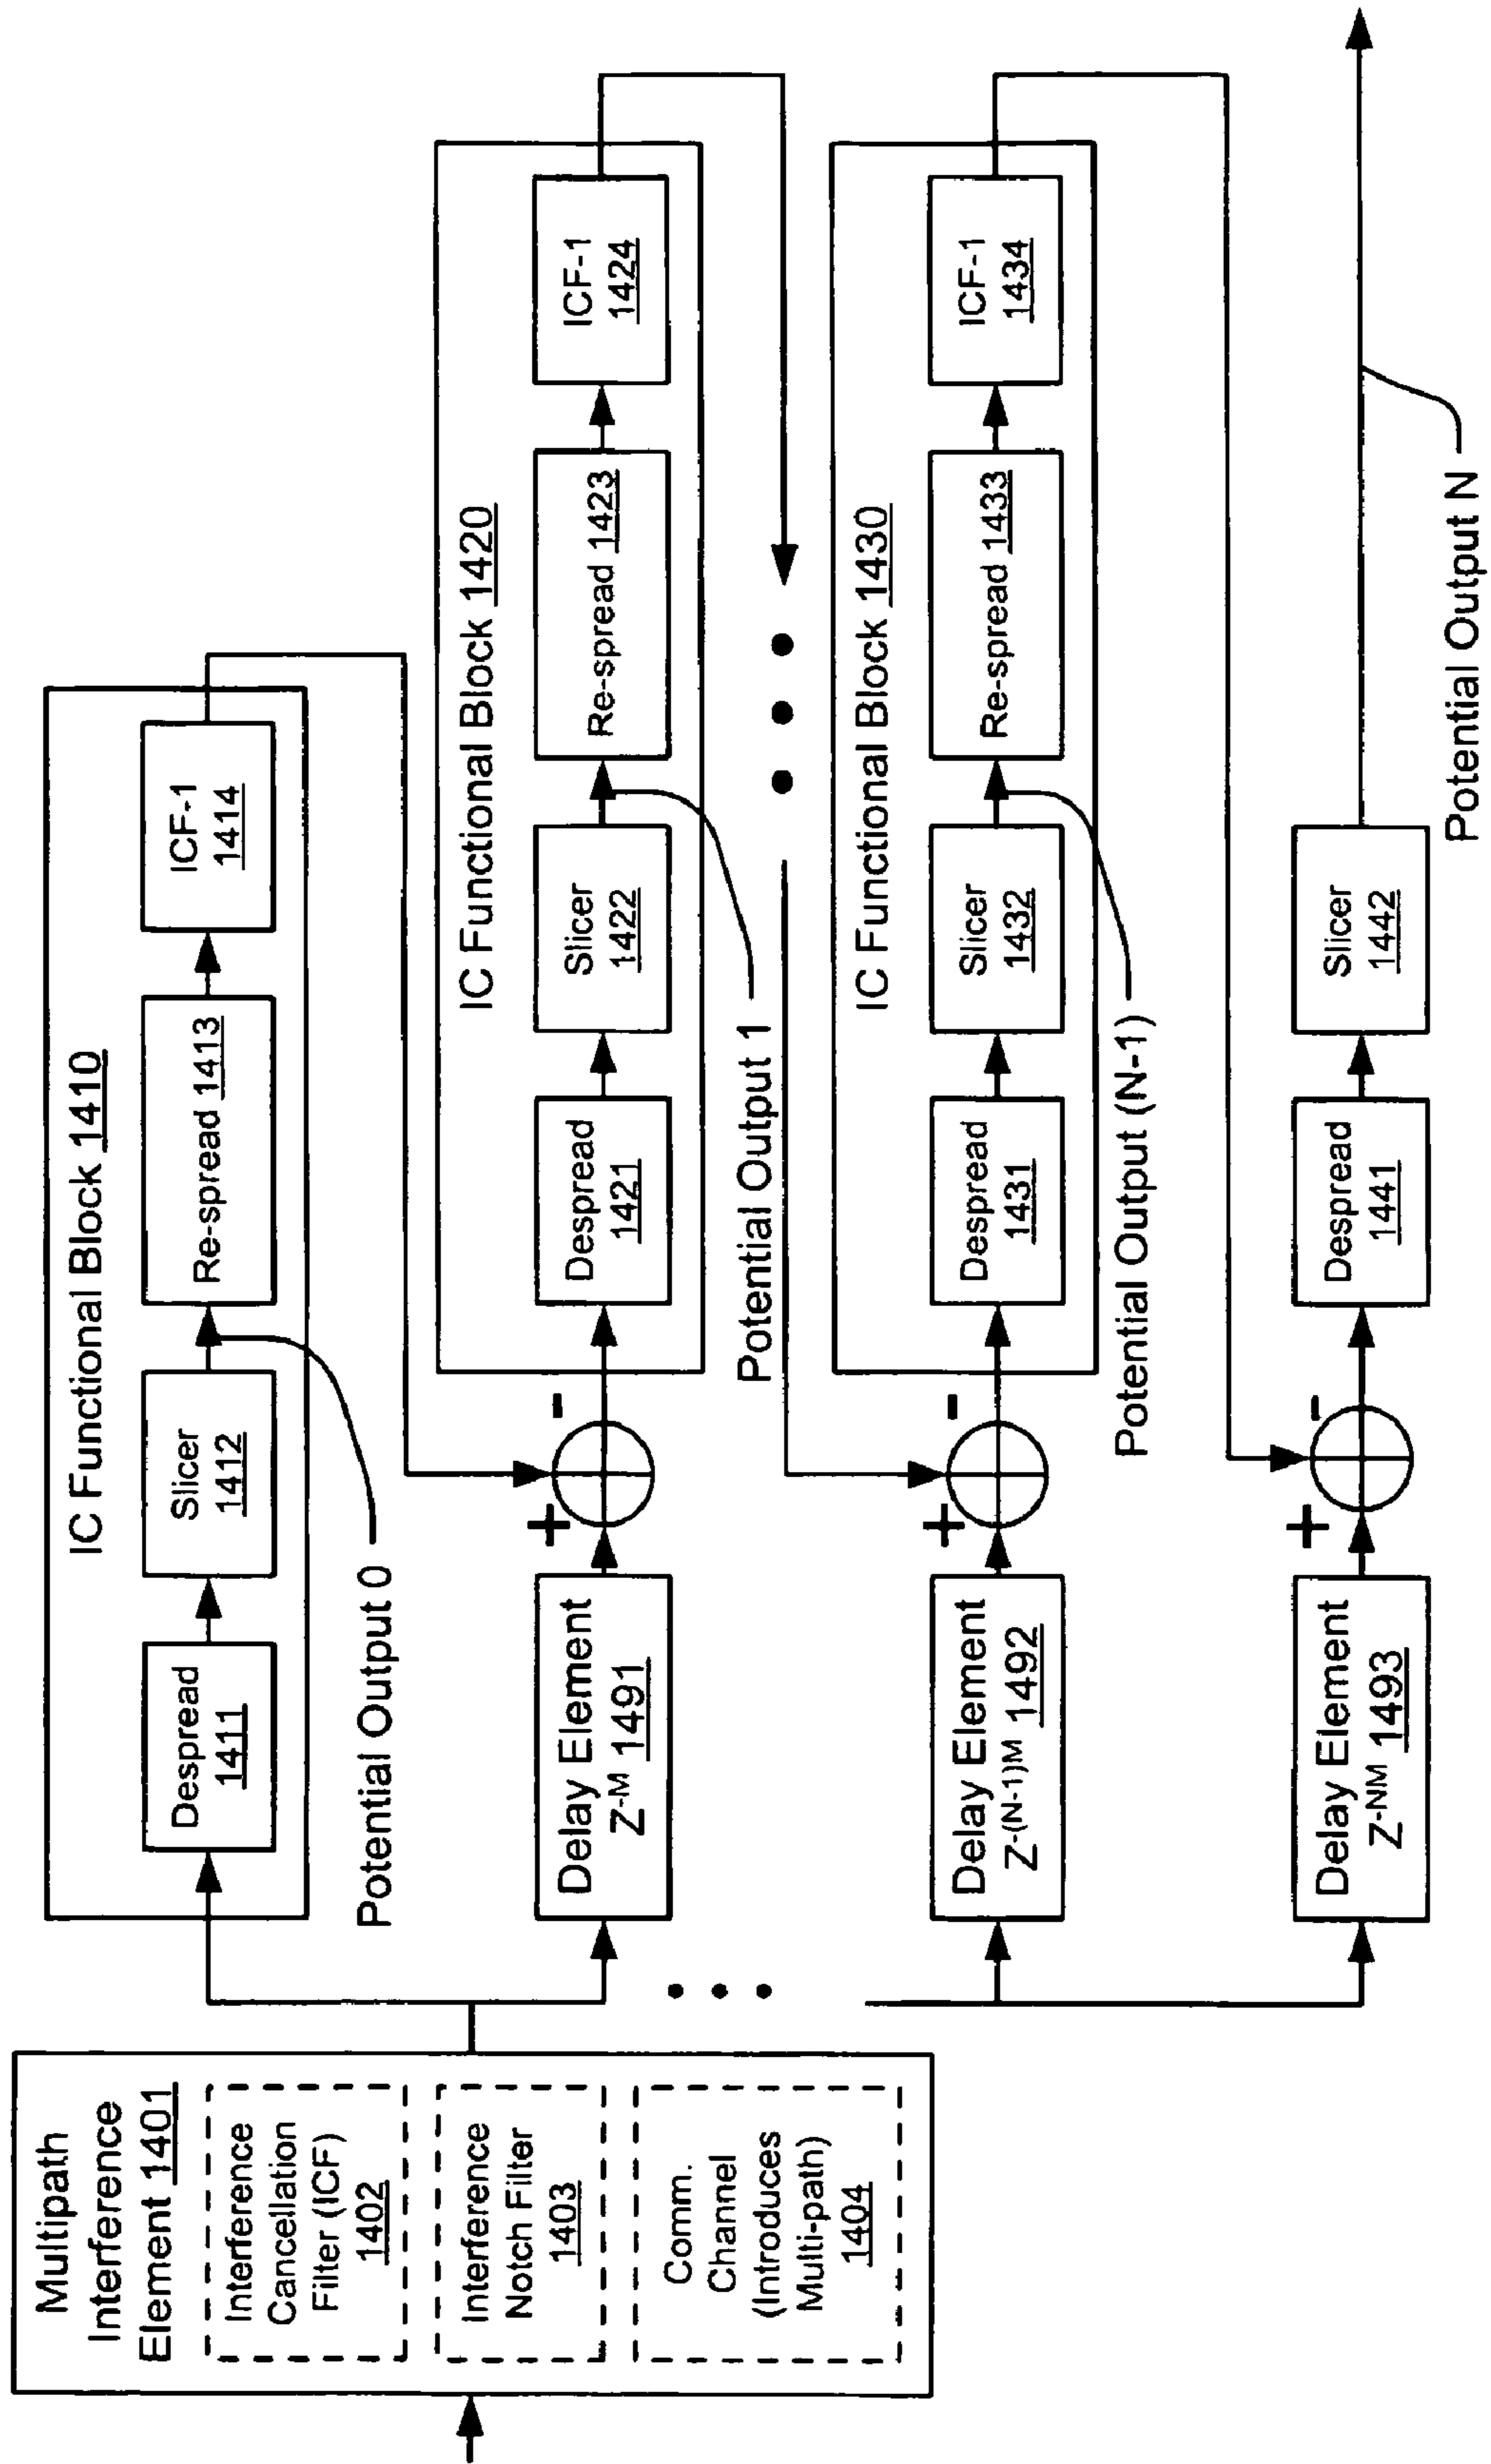 Multipath
Interference
Element 1401
Interference
Cancellation
Filter (ICF)
1402
Interference
Notch Filter
1403
Comm.
Channel
(Introduces
Multi-path)
1404
IC Functional Block 1410
Despread
1411
Slicer
1412
Re-spread 1413
ICF-1
1414
Potential Output 0
Delay Element
Z-M 1491
+
-
IC Functional Block 1420
Despread
1421
Slicer
1422
Re-spread 1423
ICF-1
1424
Potential Output 1
Delay Element
Z-(N-1)M 1492
+
-
IC Functional Block 1430
Despread
1431
Slicer
1432
Re-spread 1433
ICF-1
1434
Potential Output (N-1)
Delay Element
Z-NM 1493
+
-
Despread
1441
Slicer
1442
Potential Output N